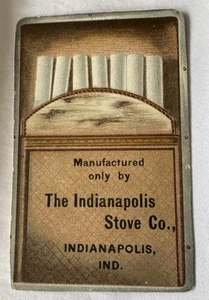 Manufactured
only by
The Indianapolis
Stove Co.,
INDIANAPOLIS,
IND.